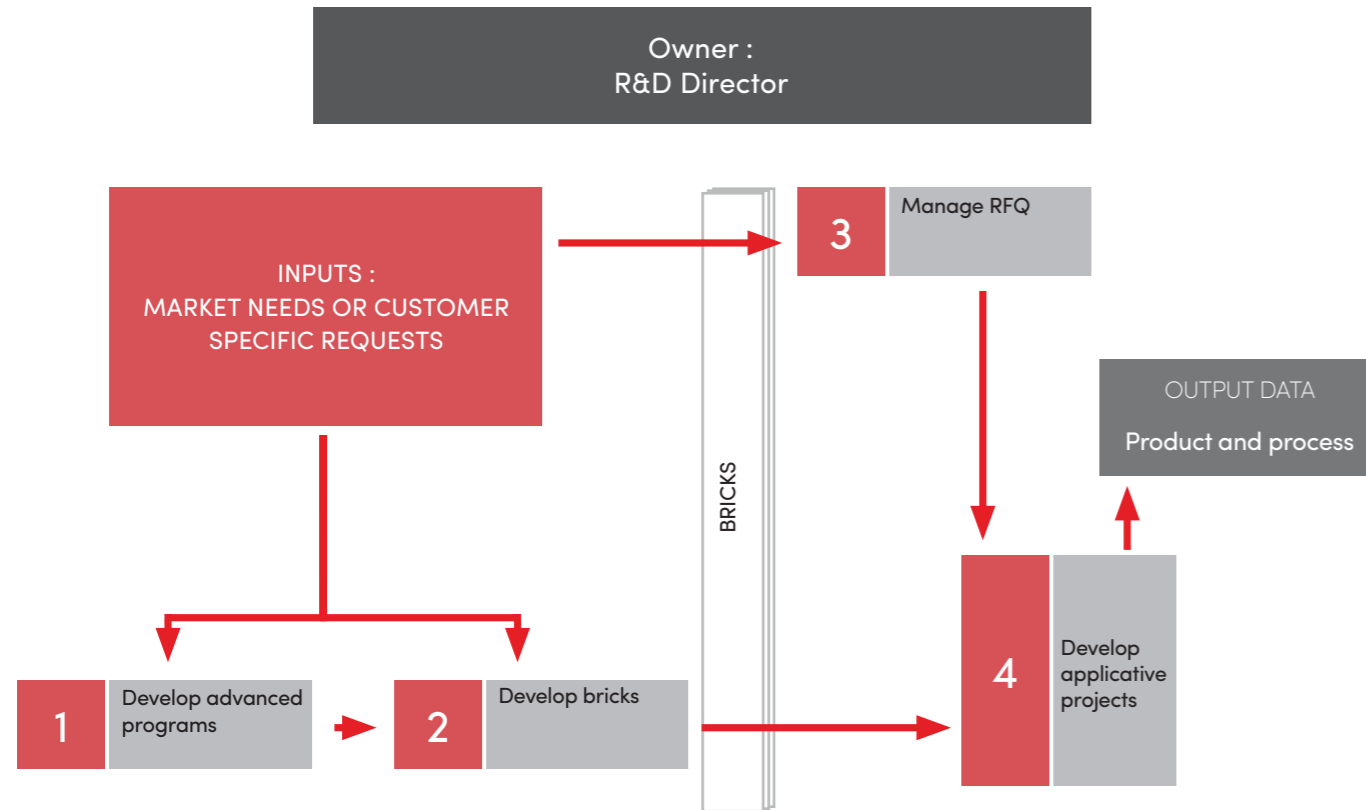 Owner :
R&D Director
INPUTS :
MARKET NEEDS OR CUSTOMER
SPECIFIC REQUESTS
3
Manage RFQ
BRICKS
OUTPUT DATA
Product and process
1
Develop advanced
programs
2
Develop bricks
4
Develop
applicative
projects